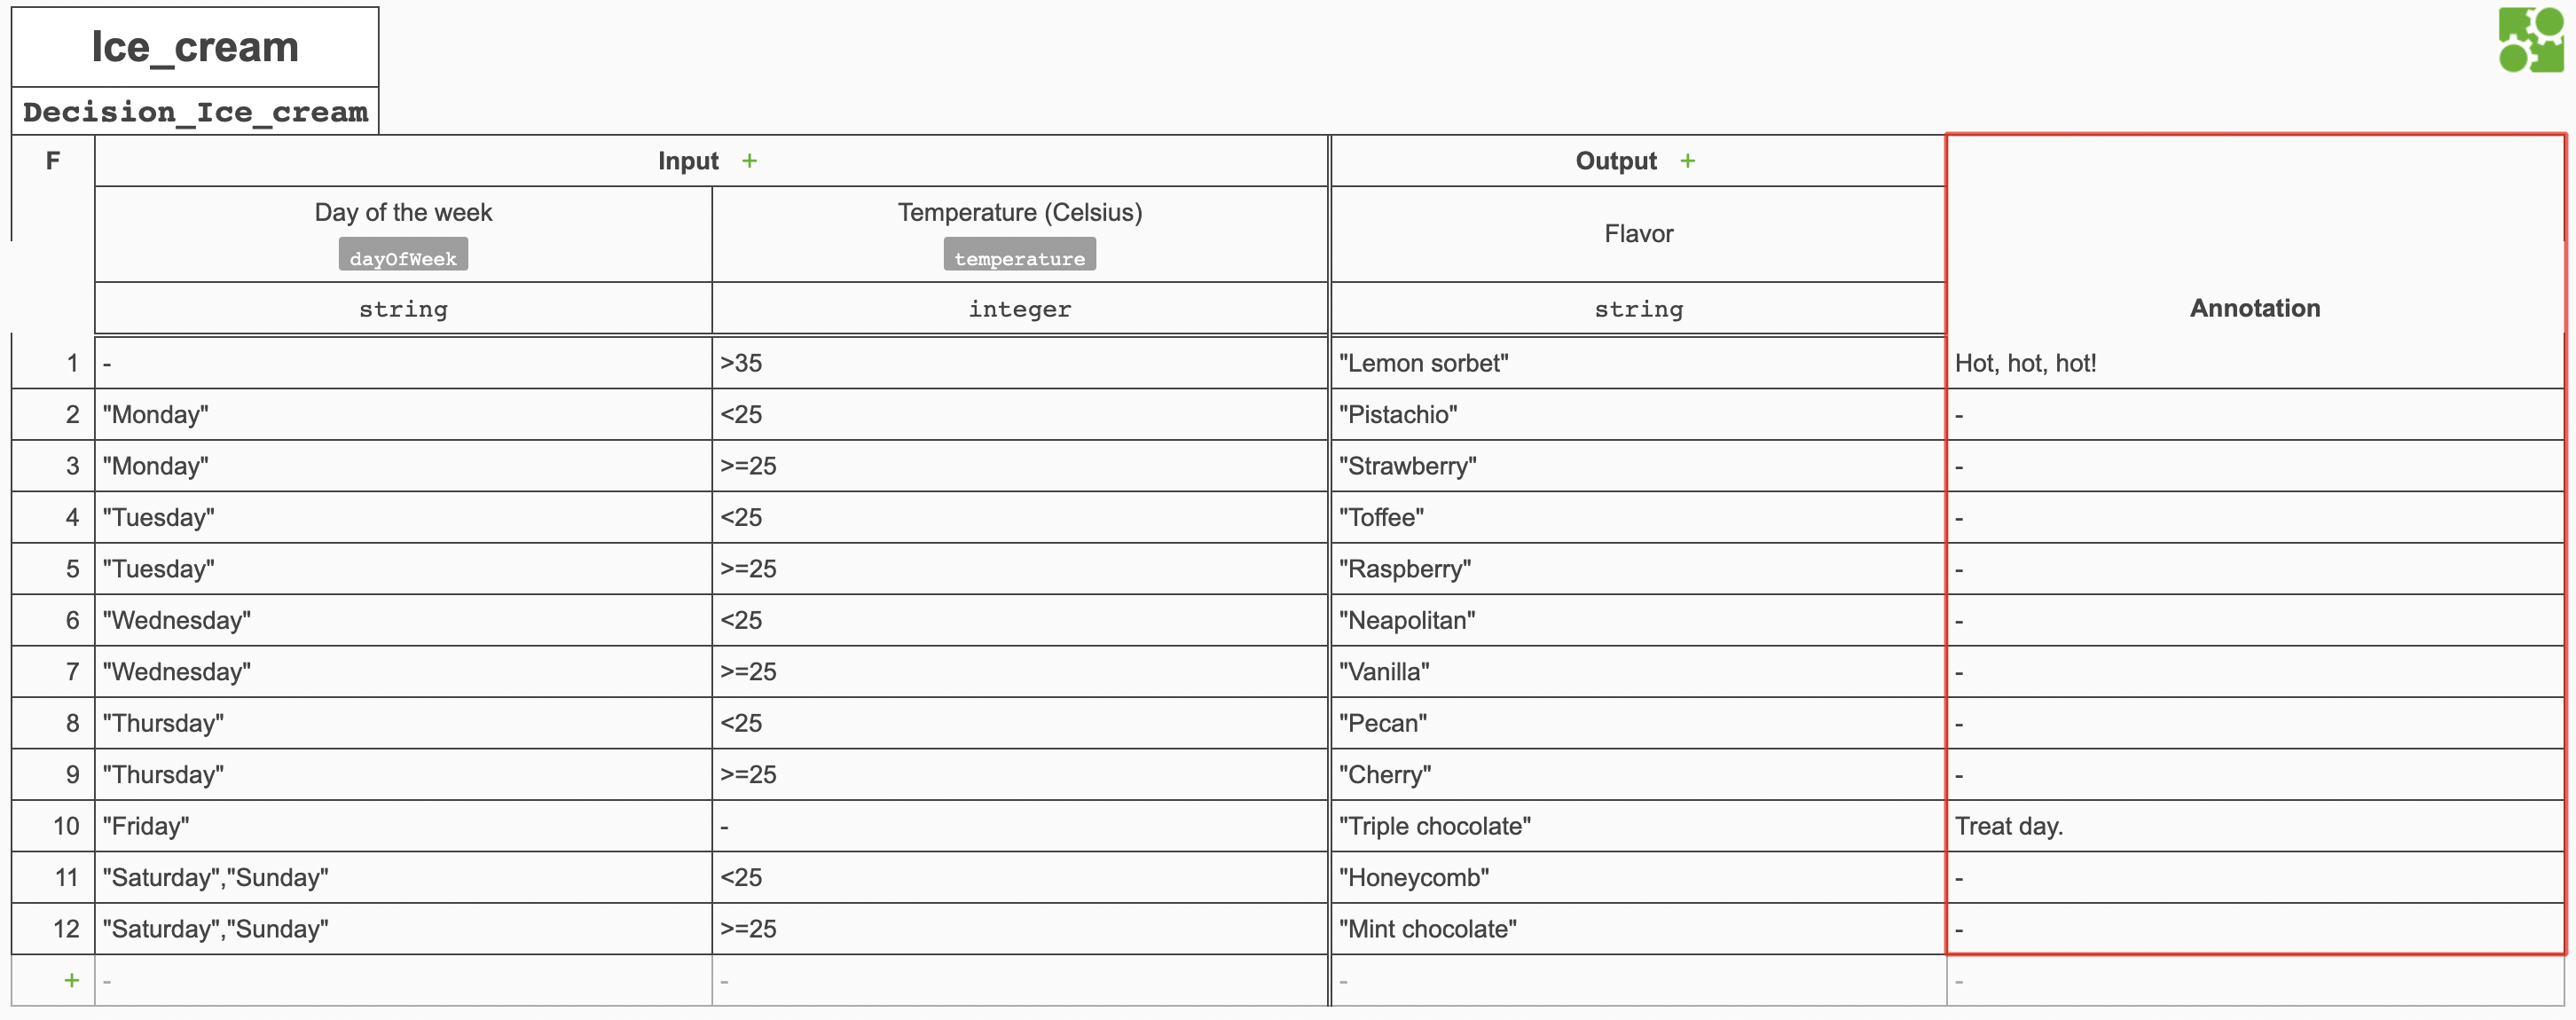 Ice_cream
Decision_Ice_cream
F Input + Output + Annotation
Day of the week Temperature (Celsius) Flavor
dayOfWeek temperature
string integer string
1 - >35 "Lemon sorbet" Hot, hot, hot!
2 "Monday" <25 "Pistachio" -
3 "Monday" >=25 "Strawberry" -
4 "Tuesday" <25 "Toffee" -
5 "Tuesday" >=25 "Raspberry" -
6 "Wednesday" <25 "Neapolitan" -
7 "Wednesday" >=25 "Vanilla" -
8 "Thursday" <25 "Pecan" -
9 "Thursday" >=25 "Cherry" -
10 "Friday" - "Triple chocolate" Treat day.
11 "Saturday","Sunday" <25 "Honeycomb" -
12 "Saturday","Sunday" >=25 "Mint chocolate" -
+ - - - -